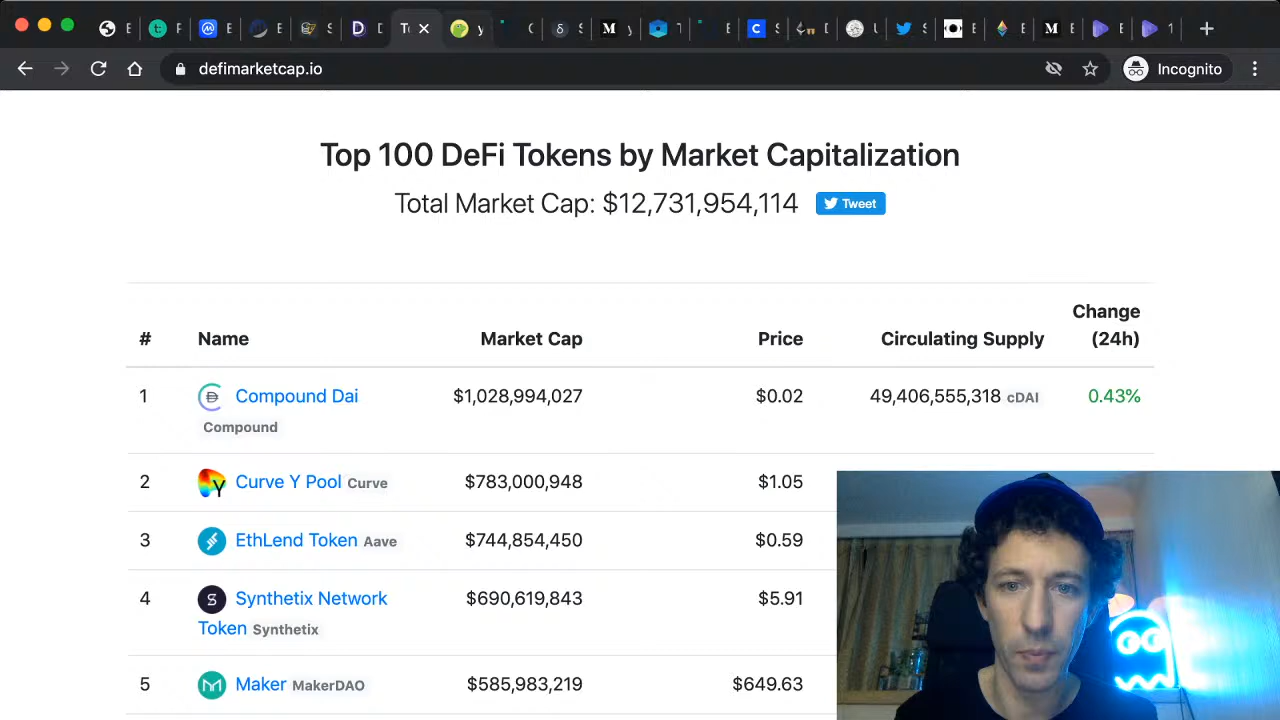 E
F
E
E
S
D
To
y
C
S
y
T
E
S
D
U
S
E
E
E
E
1
defimarketcap.io
Incognito
Top 100 DeFi Tokens by Market Capitalization
Total Market Cap: $12,731,954,114 Tweet
Change
# Name Market Cap Price Circulating Supply (24h)
1 Compound Dai $1,028,994,027 $0.02 49,406,555,318 cDAI 0.43%
Compound
2 Curve Y Pool Curve $783,000,948 $1.05
3 EthLend Token Aave $744,854,450 $0.59
4 Synthetix Network $690,619,843 $5.91
Token Synthetix
5 Maker MakerDAO $585,983,219 $649.63